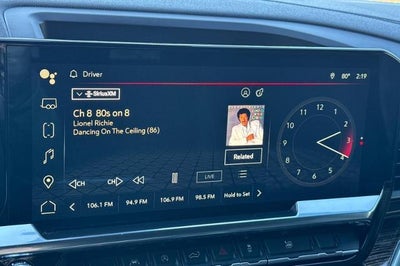 Driver
80° 2:19
SiriusXM
Ch 8 80s on 8
Lionel Richie
Dancing On The Ceiling (86)
Related
12
1
2
3
4
5
6
7
8
9
10
11
CH CH LIVE
106.1 FM 94.9 FM 106.9 FM 98.5 FM Hold to Set